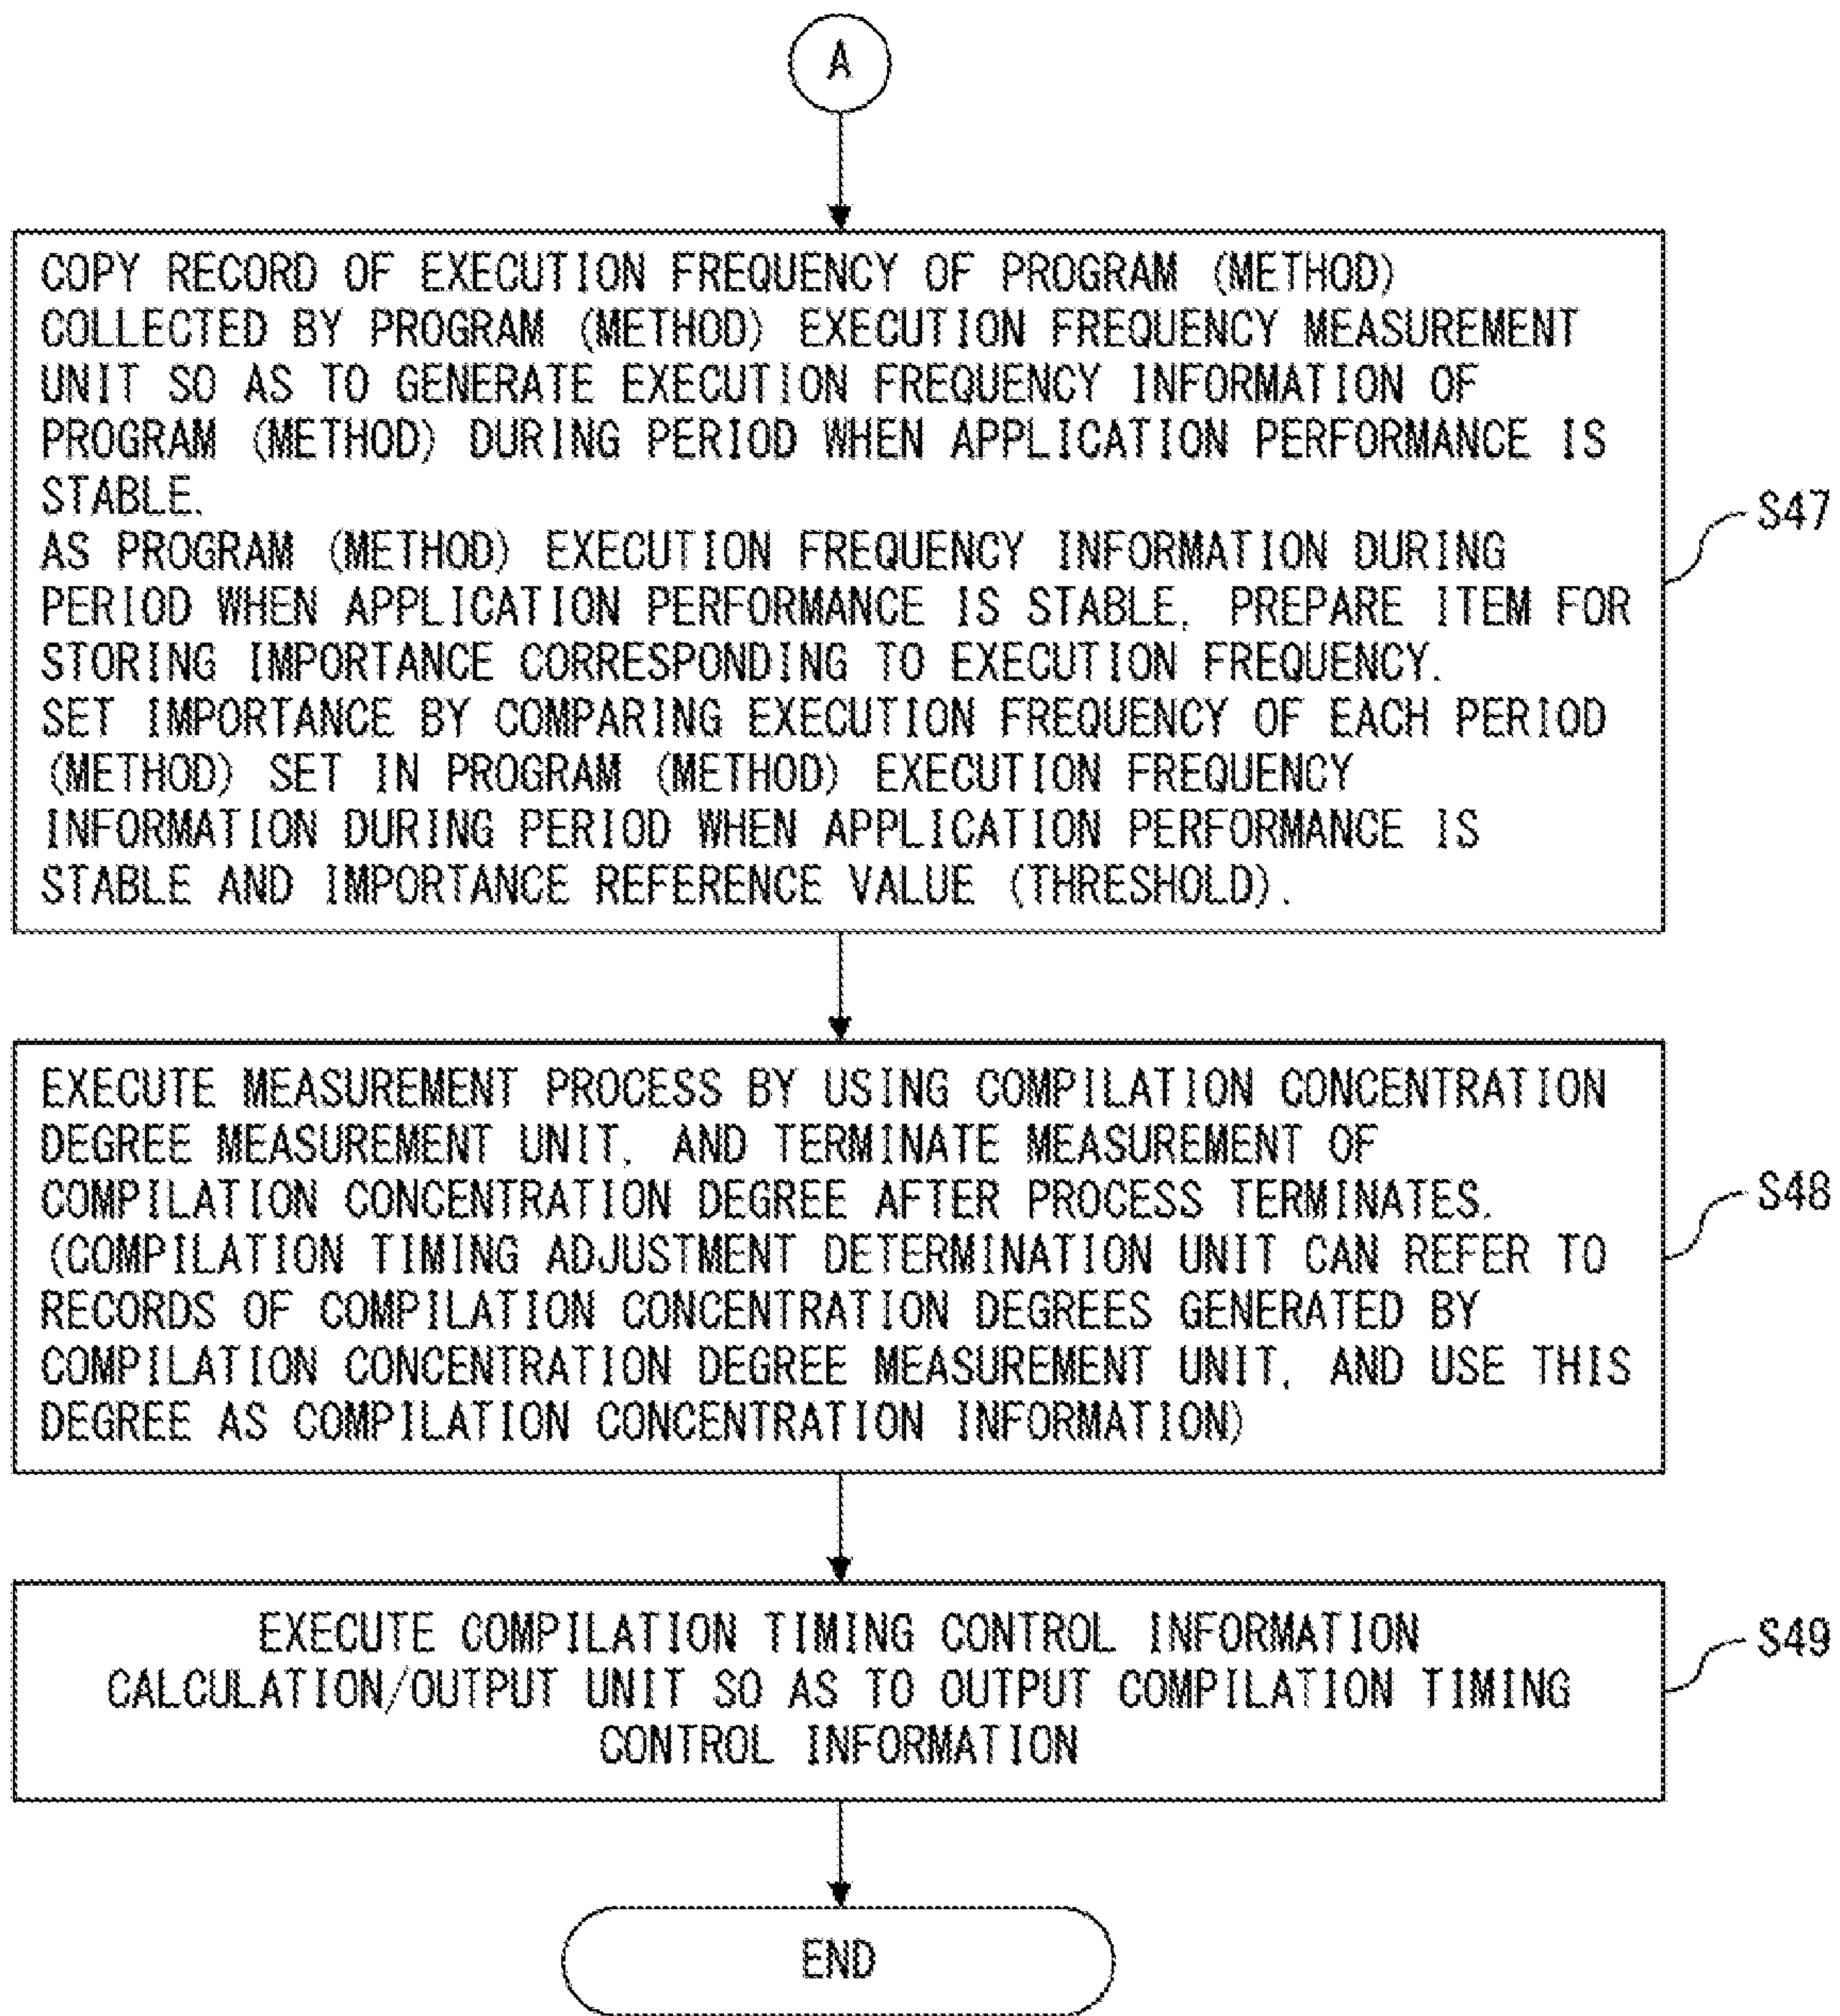 A
COPY RECORD OF EXECUTION FREQUENCY OF PROGRAM (METHOD)
COLLECTED BY PROGRAM (METHOD) EXECUTION FREQUENCY MEASUREMENT
UNIT SO AS TO GENERATE EXECUTION FREQUENCY INFORMATION OF
PROGRAM (METHOD) DURING PERIOD WHEN APPLICATION PERFORMANCE IS
STABLE.
AS PROGRAM (METHOD) EXECUTION FREQUENCY INFORMATION DURING
PERIOD WHEN APPLICATION PERFORMANCE IS STABLE, PREPARE ITEM FOR
STORING IMPORTANCE CORRESPONDING TO EXECUTION FREQUENCY.
SET IMPORTANCE BY COMPARING EXECUTION FREQUENCY OF EACH PERIOD
(METHOD) SET IN PROGRAM (METHOD) EXECUTION FREQUENCY
INFORMATION DURING PERIOD WHEN APPLICATION PERFORMANCE IS
STABLE AND IMPORTANCE REFERENCE VALUE (THRESHOLD).
S47
EXECUTE MEASUREMENT PROCESS BY USING COMPILATION CONCENTRATION
DEGREE MEASUREMENT UNIT, AND TERMINATE MEASUREMENT OF
COMPILATION CONCENTRATION DEGREE AFTER PROCESS TERMINATES.
(COMPILATION TIMING ADJUSTMENT DETERMINATION UNIT CAN REFER TO
RECORDS OF COMPILATION CONCENTRATION DEGREES GENERATED BY
COMPILATION CONCENTRATION DEGREE MEASUREMENT UNIT, AND USE THIS
DEGREE AS COMPILATION CONCENTRATION INFORMATION)
S48
EXECUTE COMPILATION TIMING CONTROL INFORMATION
CALCULATION/OUTPUT UNIT SO AS TO OUTPUT COMPILATION TIMING
CONTROL INFORMATION
S49
END